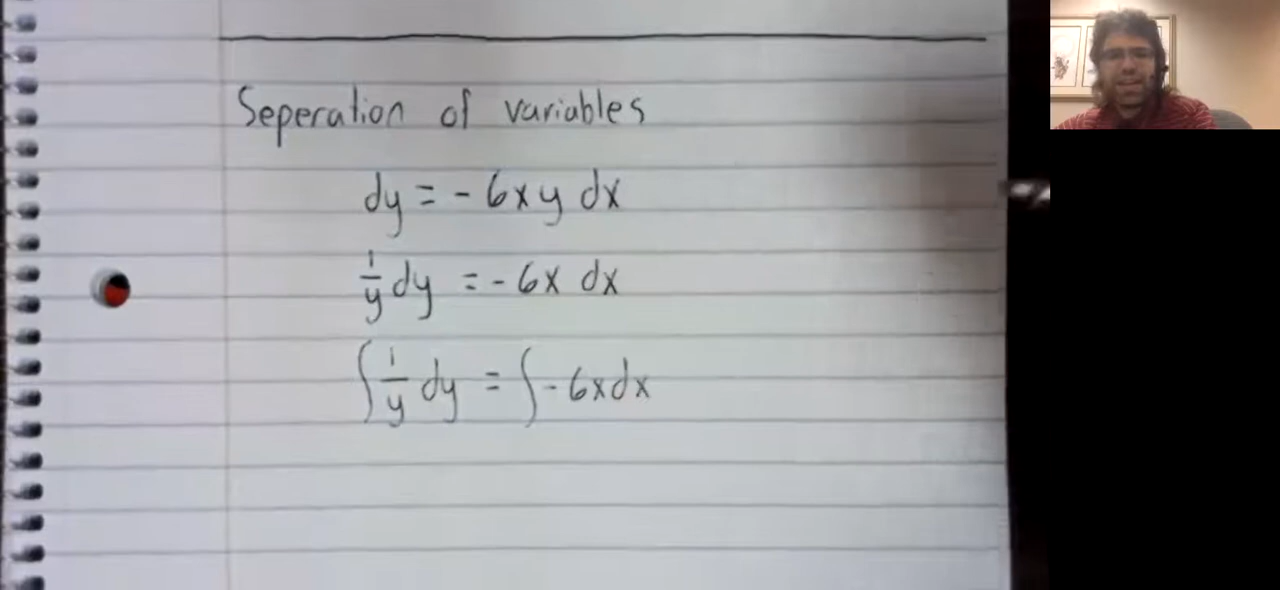 Seperation of variables
dy = - 6xy dx
1/y dy = - 6x dx
∫ 1/y dy = ∫ - 6x dx